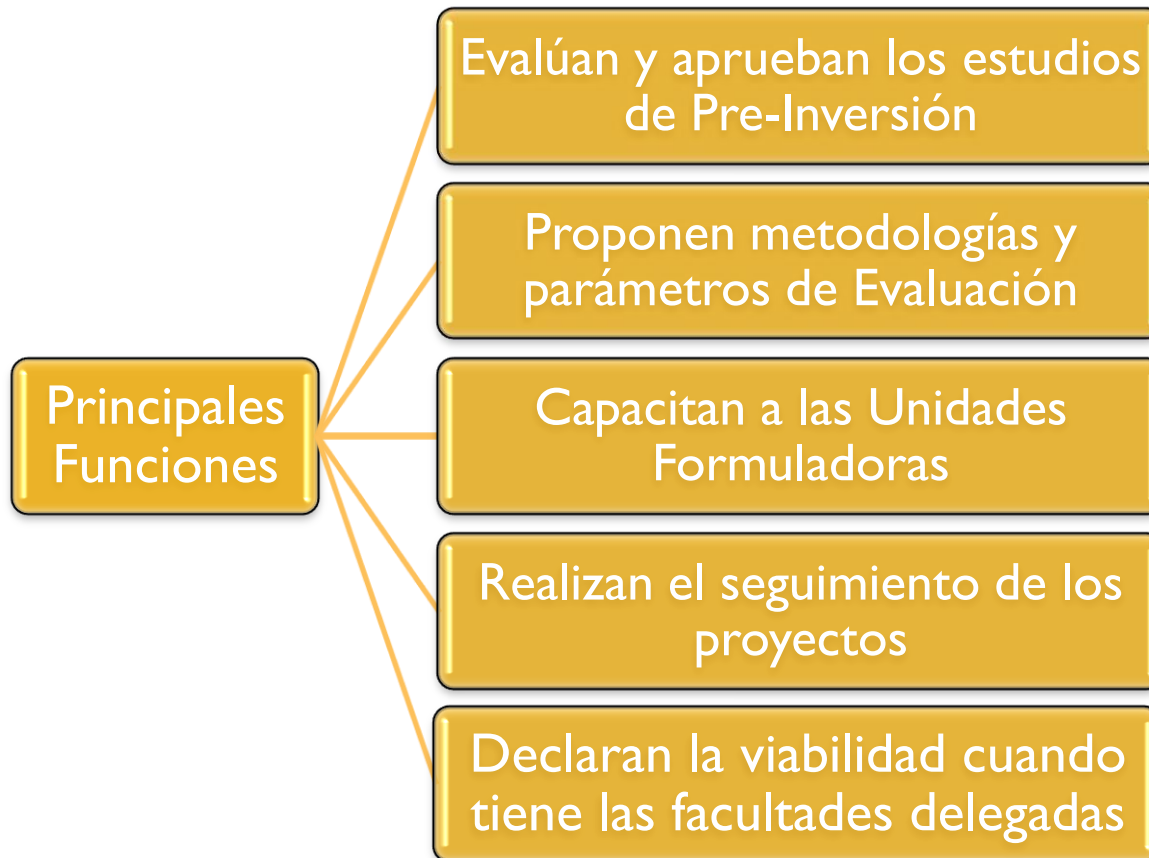 Evalúan y aprueban los estudios
de Pre-Inversión
Proponen metodologías y
parámetros de Evaluación
Principales
Funciones
Capacitan a las Unidades
Formuladoras
Realizan el seguimiento de los
proyectos
Declaran la viabilidad cuando
tiene las facultades delegadas